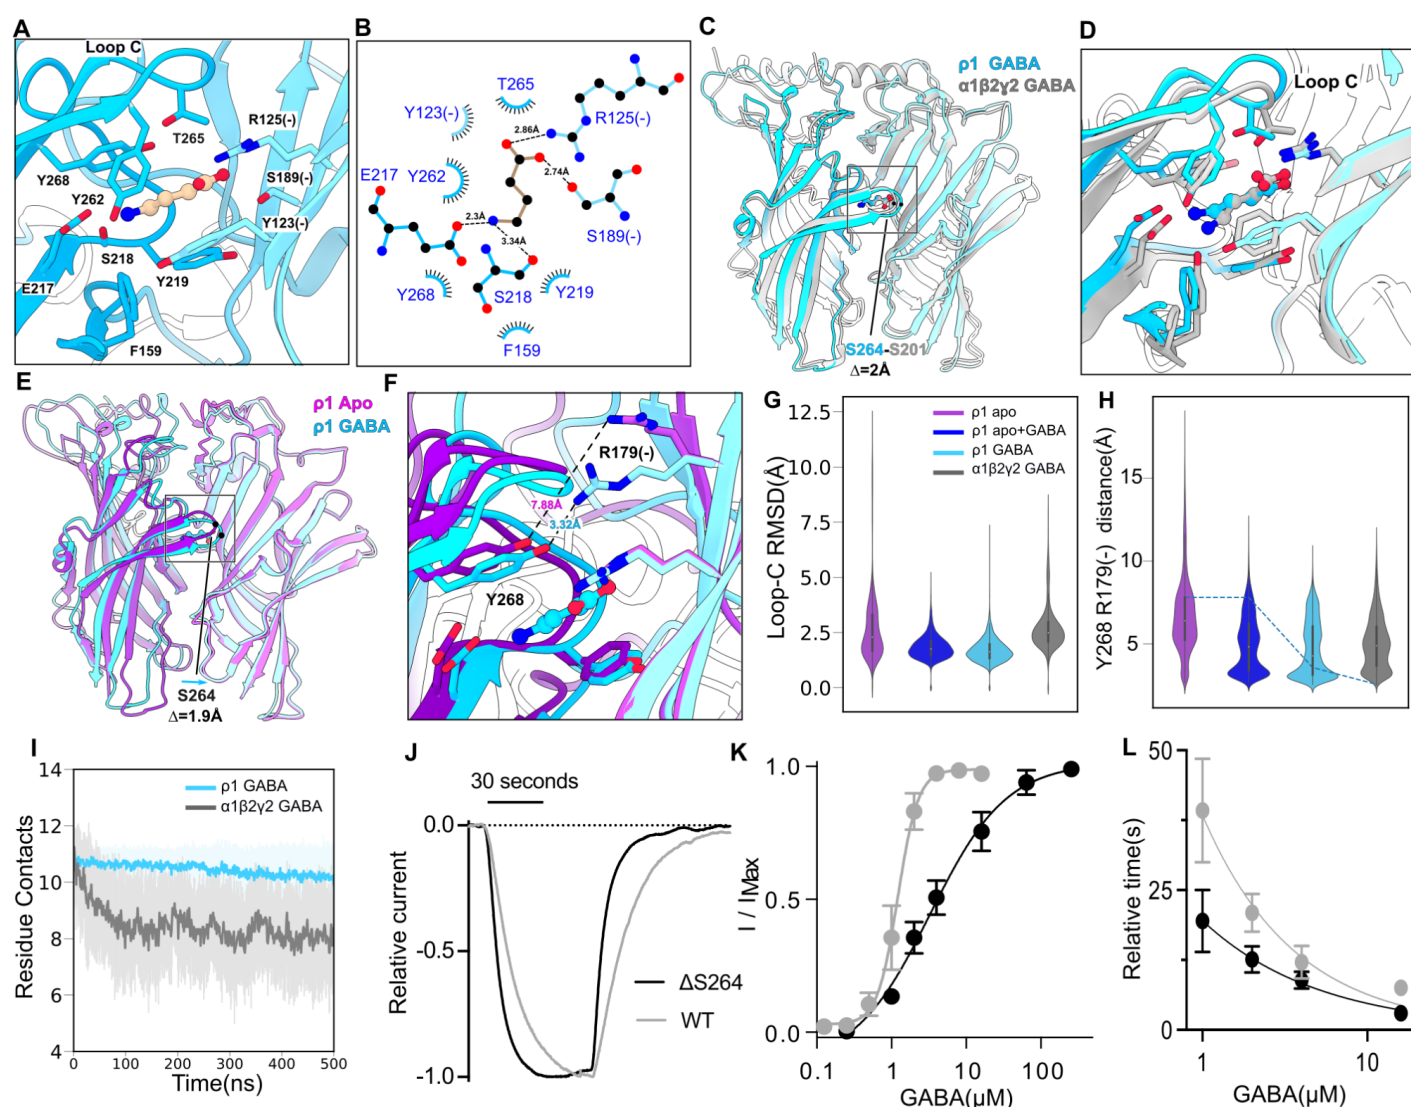 A
Loop C
T265
R125(-)
Y268
S189(-)
Y262
Y123(-)
S218
Y219
E217
F159
B
T265
Y123(-)
R125(-)
2.86Å
2.74Å
E217
Y262
2.3Å
3.34Å
S189(-)
Y268
S218
Y219
F159
C
ρ1 GABA
α1β2γ2 GABA
S264-S201
Δ=2Å
D
Loop C
E
ρ1 Apo
ρ1 GABA
S264
Δ=1.9Å
F
R179(-)
7.88Å
3.32Å
Y268
G
Loop-C RMSD(Å)
12.5
10.0
7.5
5.0
2.5
0.0
ρ1 apo
ρ1 apo+GABA
ρ1 GABA
α1β2γ2 GABA
H
Y268 R179(-) distance(Å)
15
10
5
I
Residue Contacts
14
12
10
8
6
4
ρ1 GABA
α1β2γ2 GABA
0 100 200 300 400 500
Time(ns)
J
30 seconds
Relative current
0.0
-0.5
-1.0
ΔS264
WT
K
I / IMax
1.0
0.5
0.0
0.1 1 10 100
GABA(μM)
L
Relative time(s)
50
25
0
1 10
GABA(μM)